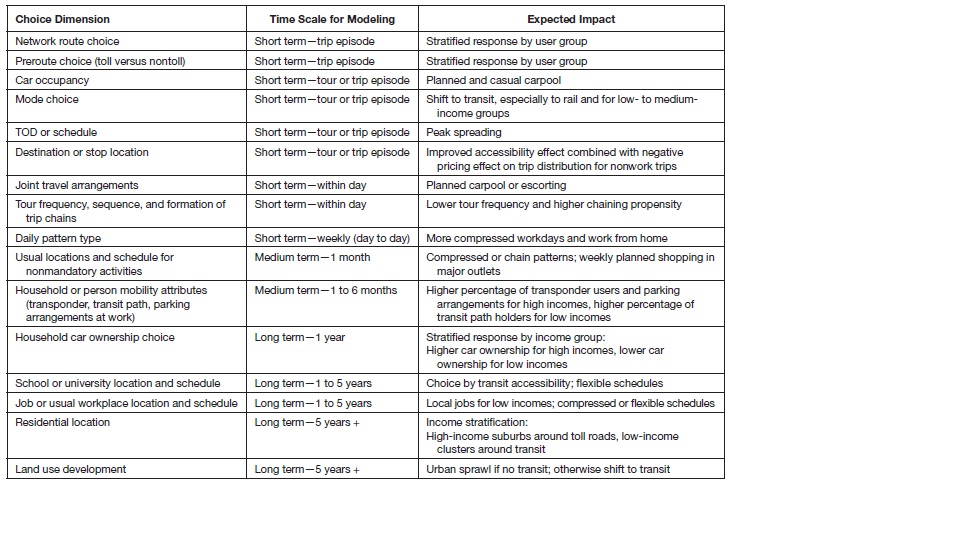 Choice Dimension Time Scale for Modeling Expected Impact
Network route choice Short term—trip episode Stratified response by user group
Preroute choice (toll versus nontoll) Short term—trip episode Stratified response by user group
Car occupancy Short term—tour or trip episode Planned and casual carpool
Mode choice Short term—tour or trip episode Shift to transit, especially to rail and for low- to medium-
income groups
TOD or schedule Short term—tour or trip episode Peak spreading
Destination or stop location Short term—tour or trip episode Improved accessibility effect combined with negative
pricing effect on trip distribution for nonwork trips
Joint travel arrangements Short term—within day Planned carpool or escorting
Tour frequency, sequence, and formation of Short term—within day Lower tour frequency and higher chaining propensity
trip chains
Daily pattern type Short term—weekly (day to day) More compressed workdays and work from home
Usual locations and schedule for Medium term—1 month Compressed or chain patterns; weekly planned shopping in
nonmandatory activities major outlets
Household or person mobility attributes Medium term—1 to 6 months Higher percentage of transponder users and parking
(transponder, transit path, parking arrangements for high incomes, higher percentage of
arrangements at work) transit path holders for low incomes
Household car ownership choice Long term—1 year Stratified response by income group:
Higher car ownership for high incomes, lower car
ownership for low incomes
School or university location and schedule Long term—1 to 5 years Choice by transit accessibility; flexible schedules
Job or usual workplace location and schedule Long term—1 to 5 years Local jobs for low incomes; compressed or flexible schedules
Residential location Long term—5 years + Income stratification:
High-income suburbs around toll roads, low-income
clusters around transit
Land use development Long term—5 years + Urban sprawl if no transit; otherwise shift to transit